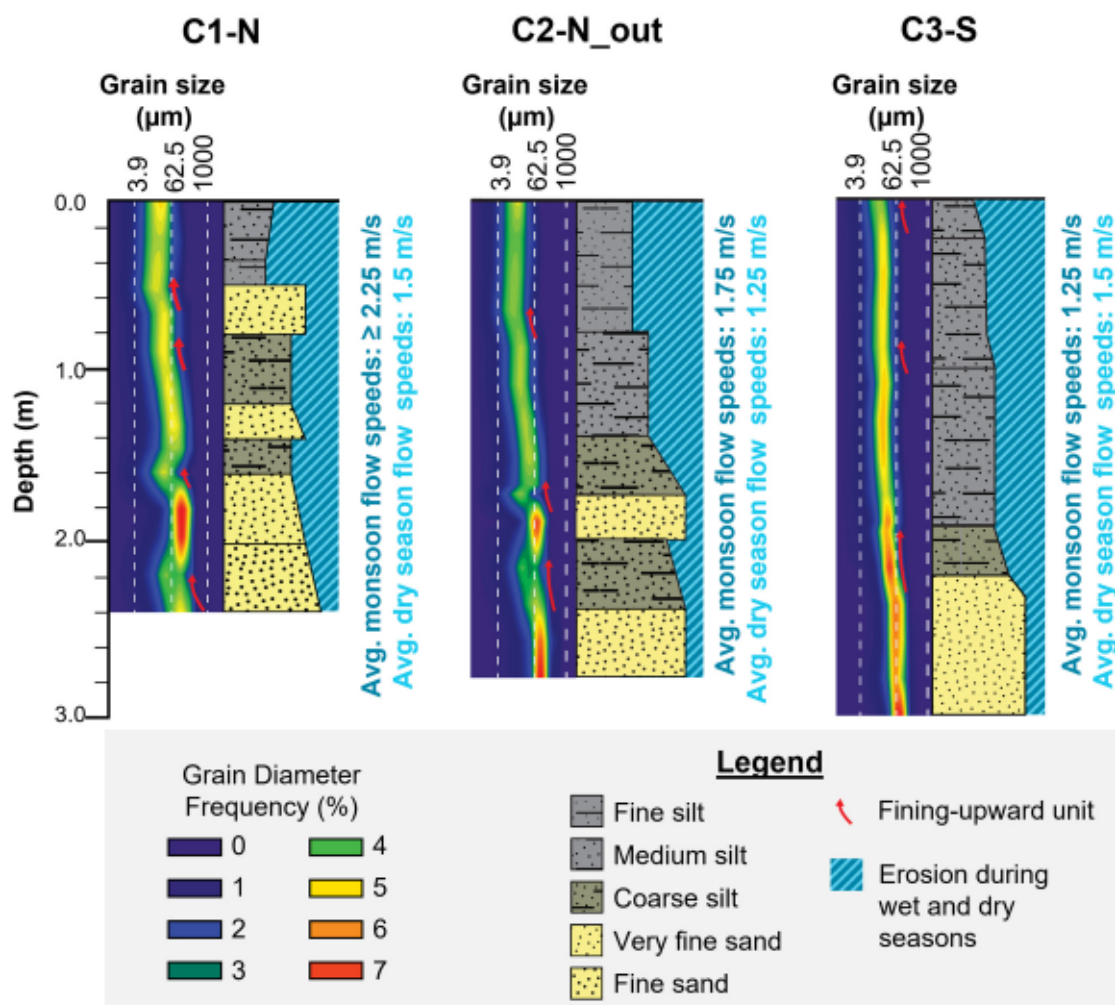 C1-N
C2-N_out
C3-S
Grain size
(µm)
Grain size
(µm)
Grain size
(µm)
3.9
62.5
1000
3.9
62.5
1000
3.9
62.5
1000
Depth (m)
0.0
1.0
2.0
3.0
Avg. monsoon flow speeds: ≥ 2.25 m/s
Avg. dry season flow speeds: 1.5 m/s
Avg. monsoon flow speeds: 1.75 m/s
Avg. dry season flow speeds: 1.25 m/s
Avg. monsoon flow speeds: 1.25 m/s
Avg. dry season flow speeds: 1.5 m/s
Grain Diameter
Frequency (%)
0
1
2
3
4
5
6
7
Legend
Fine silt
Medium silt
Coarse silt
Very fine sand
Fine sand
Fining-upward unit
Erosion during
wet and dry
seasons